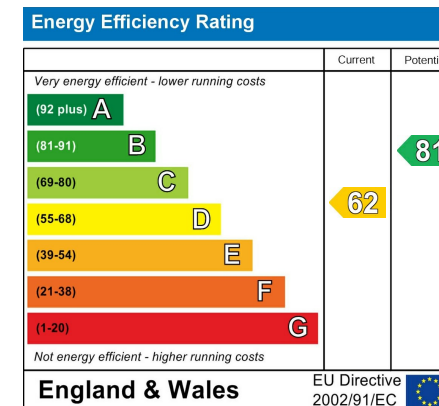 Energy Efficiency Rating
Current Potenti
Very energy efficient - lower running costs
(92 plus) A
(81-91) B
81
(69-80) C
62
(55-68) D
(39-54) E
(21-38) F
(1-20) G
Not energy efficient - higher running costs
England & Wales
EU Directive
2002/91/EC